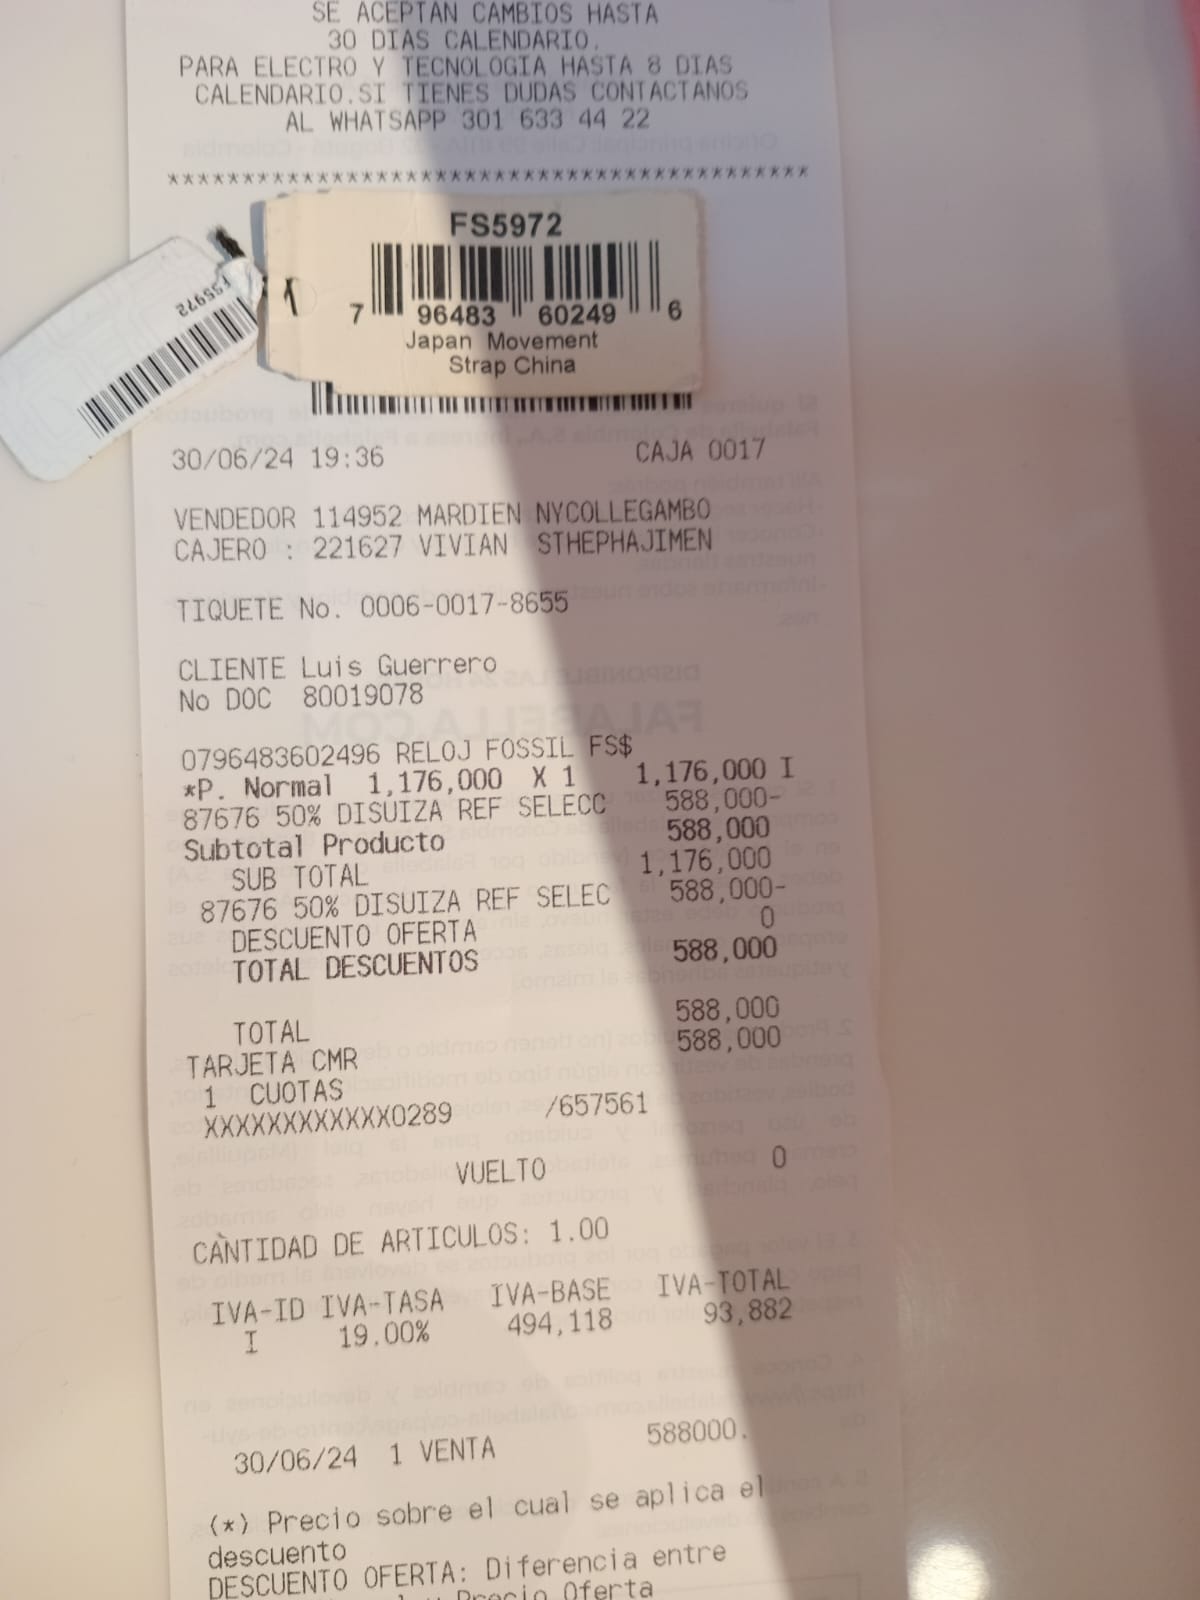 SE ACEPTAN CAMBIOS HASTA
30 DIAS CALENDARIO.
PARA ELECTRO Y TECNOLOGIA HASTA 8 DIAS
CALENDARIO.SI TIENES DUDAS CONTACTANOS
AL WHATSAPP 301 633 44 22
*******************************************
FS5972
7 96483 60249 6
Japan Movement
Strap China
FS5972
30/06/24 19:36 CAJA 0017
VENDEDOR 114952 MARDIEN NYCOLLEGAMBO
CAJERO : 221627 VIVIAN STHEPHAJIMEN
TIQUETE No. 0006-0017-8655
CLIENTE Luis Guerrero
No DOC 80019078
0796483602496 RELOJ FOSSIL FS$
*P. Normal 1,176,000 X 1 1,176,000 I
87676 50% DISUIZA REF SELECC 588,000-
Subtotal Producto 588,000
SUB TOTAL 1,176,000
87676 50% DISUIZA REF SELEC 588,000-
DESCUENTO OFERTA 0
TOTAL DESCUENTOS 588,000
TOTAL 588,000
TARJETA CMR 588,000
1 CUOTAS
XXXXXXXXXXXX0289 /657561
VUELTO 0
CANTIDAD DE ARTICULOS: 1.00
IVA-ID IVA-TASA IVA-BASE IVA-TOTAL
I 19.00% 494,118 93,882
30/06/24 1 VENTA 588000.
(*) Precio sobre el cual se aplica el
descuento
DESCUENTO OFERTA: Diferencia entre
y Precio Oferta